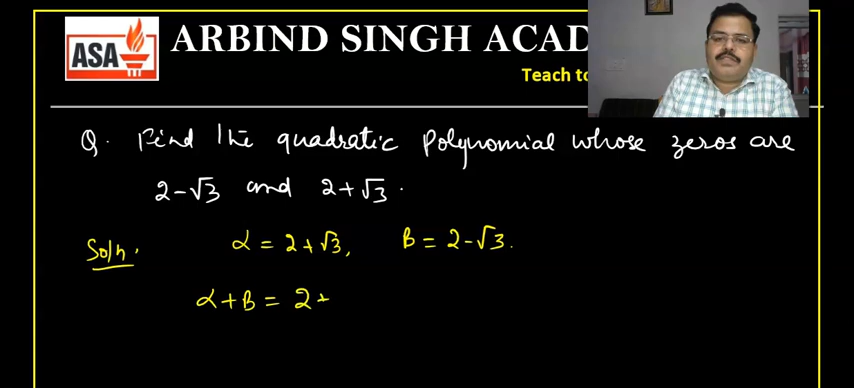 ASA
ARBIND SINGH ACAD
Teach to
Q. Find the quadratic polynomial whose zeros are
2-√3 and 2+√3.
Soln. α = 2+√3, β = 2-√3.
α+β = 2+